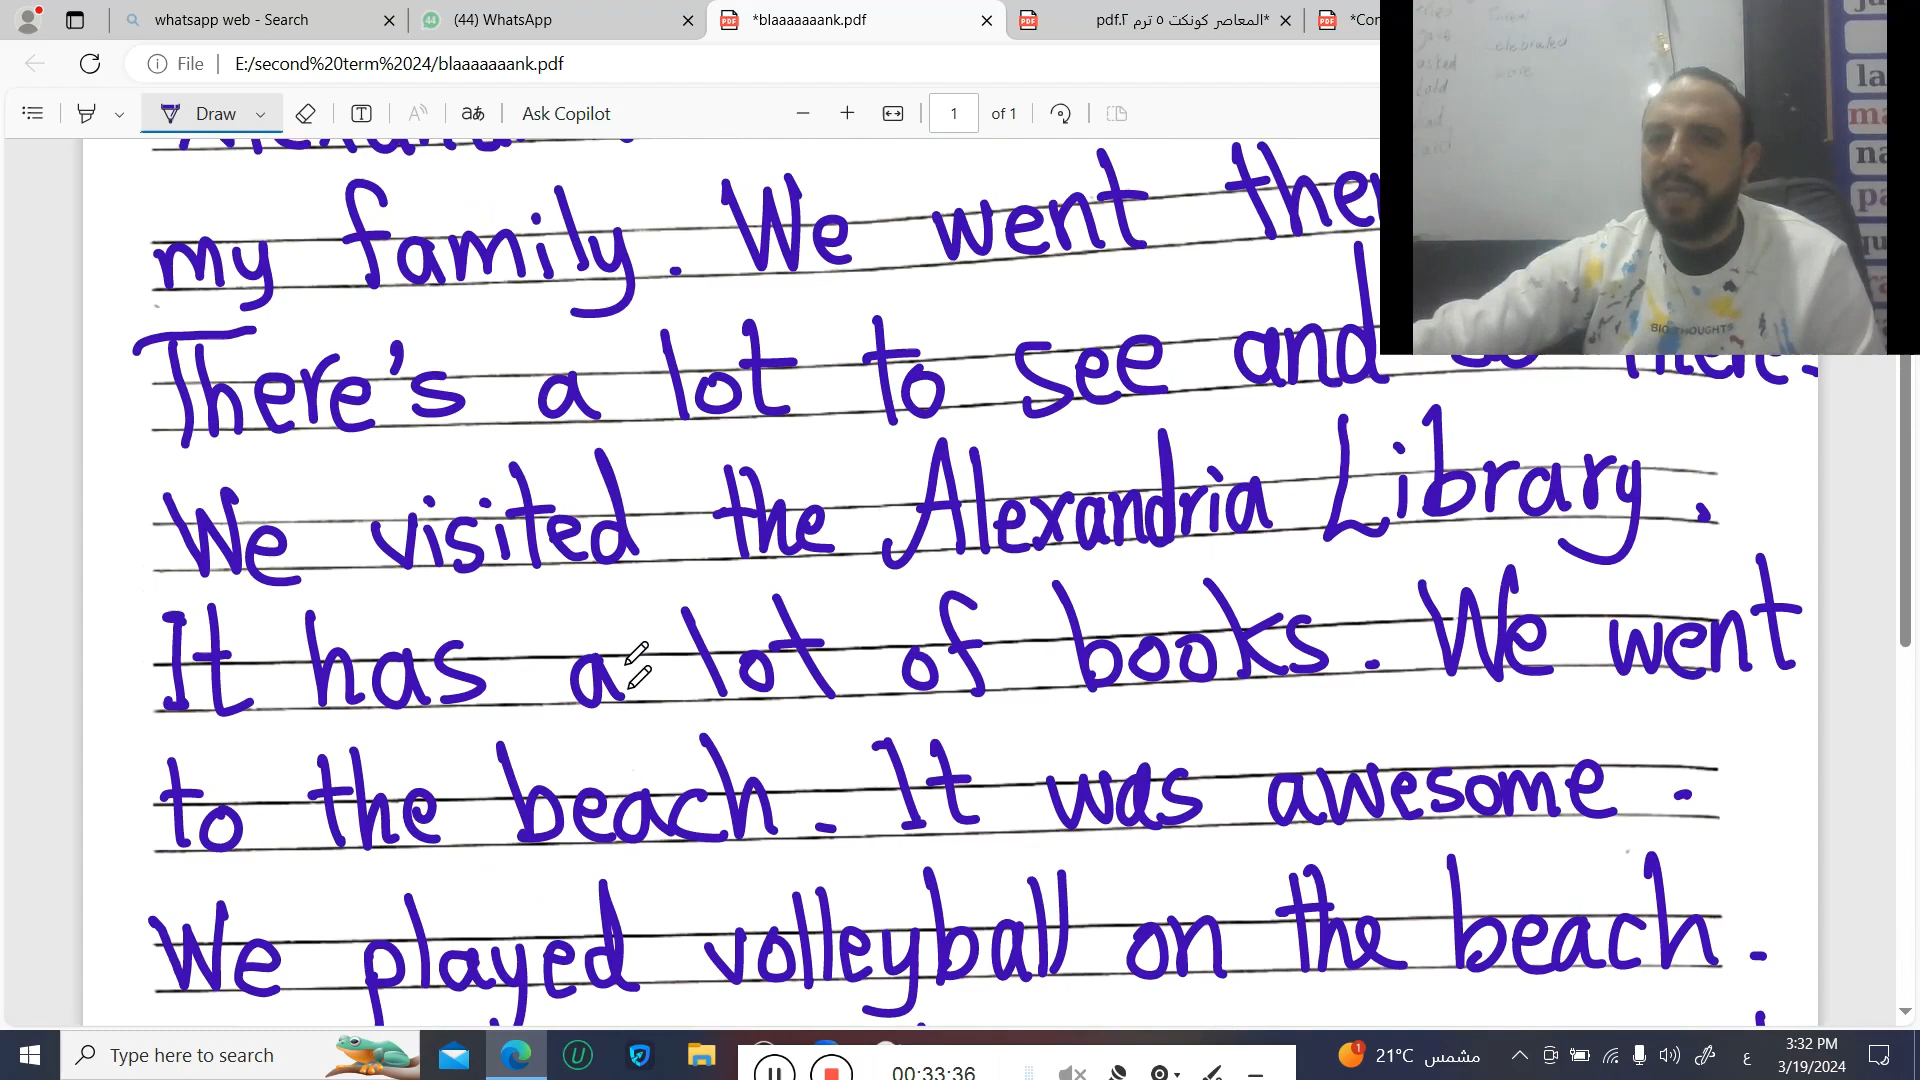 whatsapp web - Search
(44) WhatsApp
*blaaaaaaank.pdf
المعاصر كونكت ٥ ترم ٢.pdf*
File
E:/second%20term%2024/blaaaaaaank.pdf
Draw
Ask Copilot
1 of 1
my family. We went
There's a lot to see and
We visited the Alexandria Library.
It has a lot of books. We went
to the beach. It was awesome.
We played volleyball on the beach.
BIG THOUGHTS
Type here to search
00:33:36
21°C مشمس
ع
3:32 PM
3/19/2024